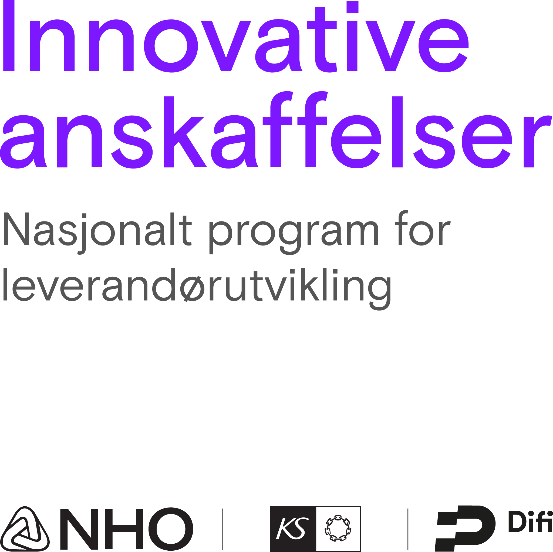 Innovative
anskaffelser
Nasjonalt program for
leverandørutvikling
NHO KS Difi